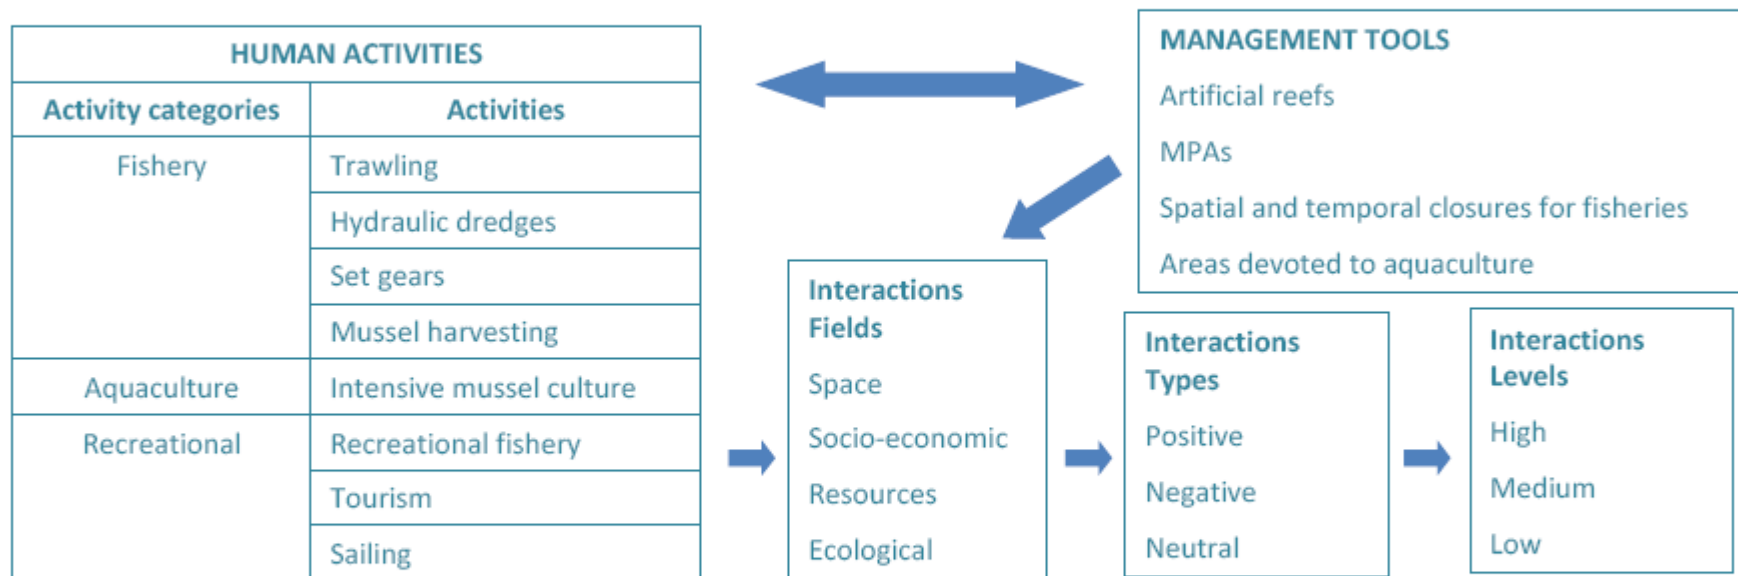 HUMAN ACTIVITIES
Activity categories
Activities
Fishery
Trawling
Hydraulic dredges
Set gears
Mussel harvesting
Aquaculture
Intensive mussel culture
Recreational
Recreational fishery
Tourism
Sailing
MANAGEMENT TOOLS
Artificial reefs
MPAs
Spatial and temporal closures for fisheries
Areas devoted to aquaculture
Interactions
Fields
Space
Socio-economic
Resources
Ecological
Interactions
Types
Positive
Negative
Neutral
Interactions
Levels
High
Medium
Low